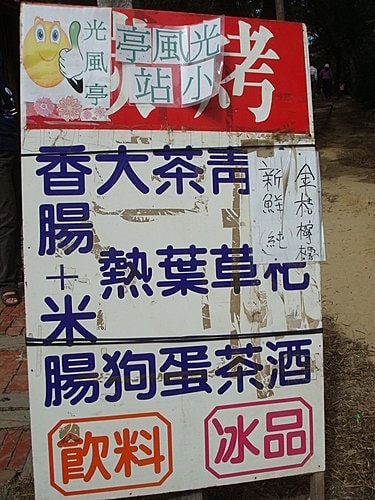 光風亭
光風亭
小站
烤
金桔檸檬
新鮮(純)
杷酒
青草茶
茶葉蛋
大熱狗
香腸+米腸
飲料
冰品